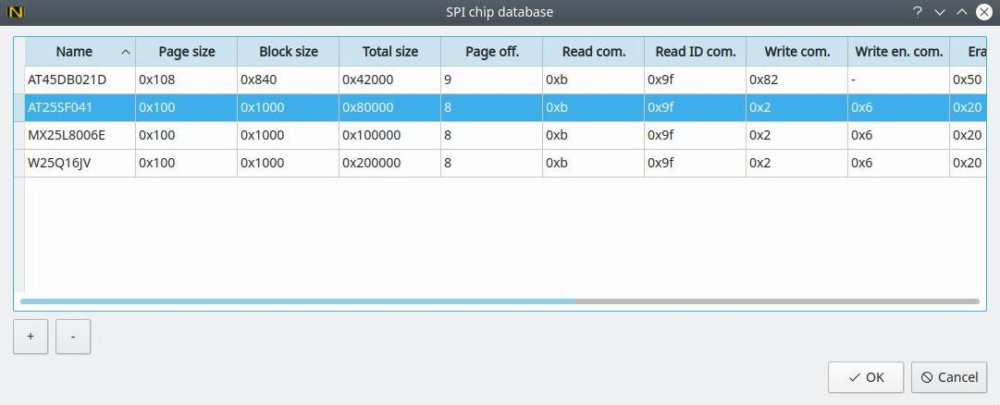 N SPI chip database ?
Name Page size Block size Total size Page off. Read com. Read ID com. Write com. Write en. com. Era
AT45DB021D 0x108 0x840 0x42000 9 0xb 0x9f 0x82 - 0x50
AT25SF041 0x100 0x1000 0x80000 8 0xb 0x9f 0x2 0x6 0x20
MX25L8006E 0x100 0x1000 0x100000 8 0xb 0x9f 0x2 0x6 0x20
W25Q16JV 0x100 0x1000 0x200000 8 0xb 0x9f 0x2 0x6 0x20
+ -
OK Cancel